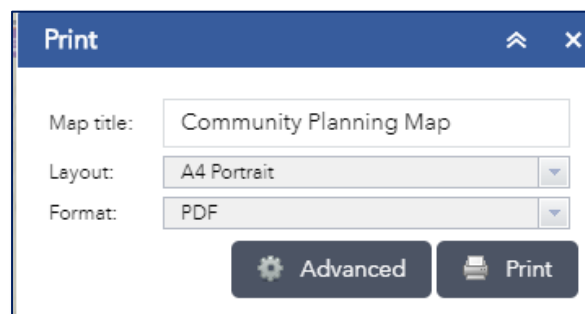 Print
Map title: Community Planning Map
Layout: A4 Portrait
Format: PDF
Advanced Print